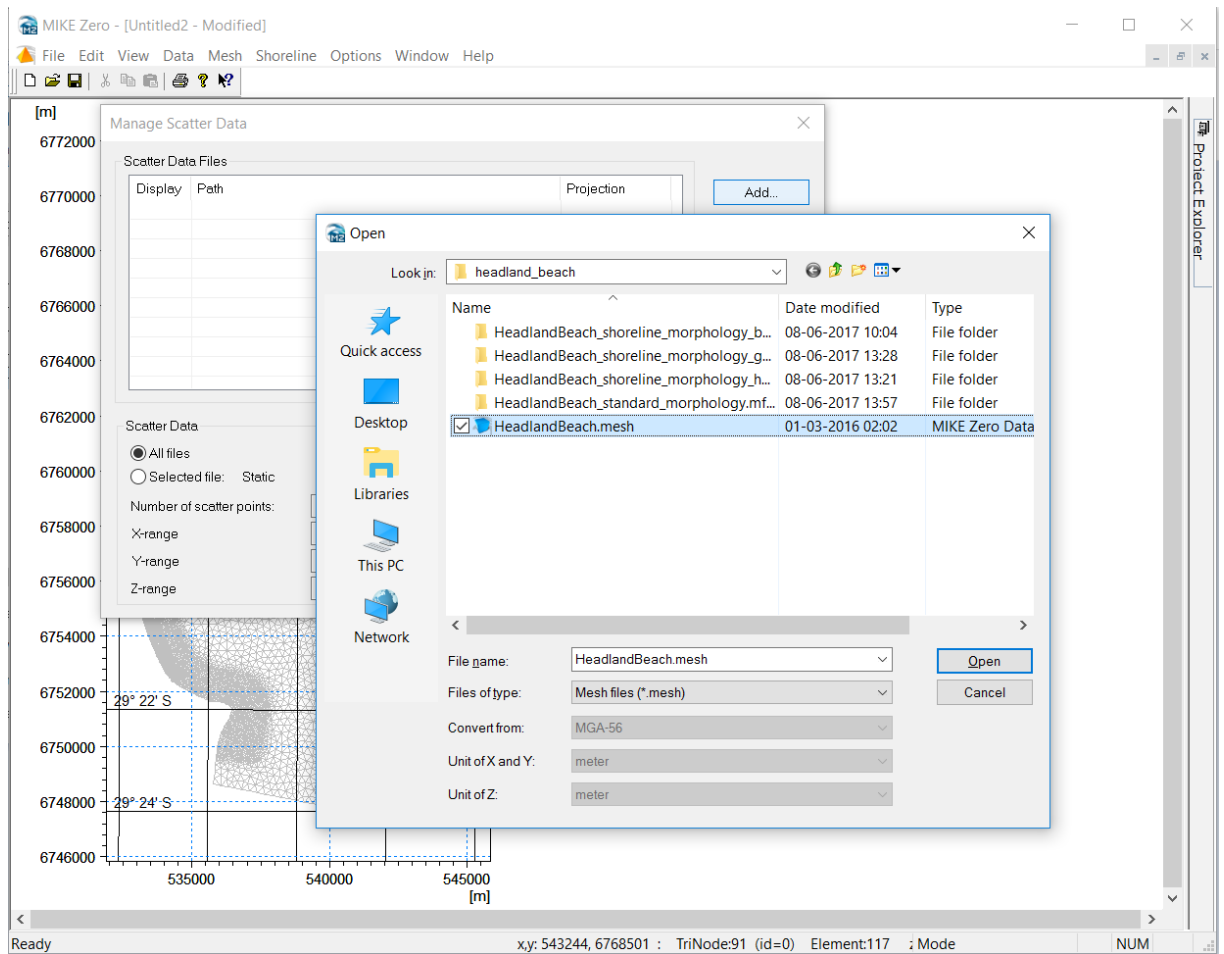 MIKE Zero - [Untitled2 - Modified]
File Edit View Data Mesh Shoreline Options Window Help
[m]
6772000
6770000
6768000
6766000
6764000
6762000
6760000
6758000
6756000
6754000
6752000
6750000
6748000
6746000
Manage Scatter Data
Scatter Data Files
Display Path Projection
Add...
Scatter Data
All files
Selected file: Static
Number of scatter points:
X-range
Y-range
Z-range
Open
Look in: headland_beach
Quick access
Desktop
Libraries
This PC
Network
Name Date modified Type
HeadlandBeach_shoreline_morphology_b... 08-06-2017 10:04 File folder
HeadlandBeach_shoreline_morphology_g... 08-06-2017 13:28 File folder
HeadlandBeach_shoreline_morphology_h... 08-06-2017 13:21 File folder
HeadlandBeach_standard_morphology.mf... 08-06-2017 13:57 File folder
HeadlandBeach.mesh 01-03-2016 02:02 MIKE Zero Data
File name: HeadlandBeach.mesh Open
Files of type: Mesh files (*.mesh) Cancel
Convert from: MGA-56
Unit of X and Y: meter
Unit of Z: meter
29° 22' S
29° 24' S
535000 540000 545000
[m]
Project Explorer
Ready x,y: 543244, 6768501 : TriNode:91 (id=0) Element:117 : Mode NUM